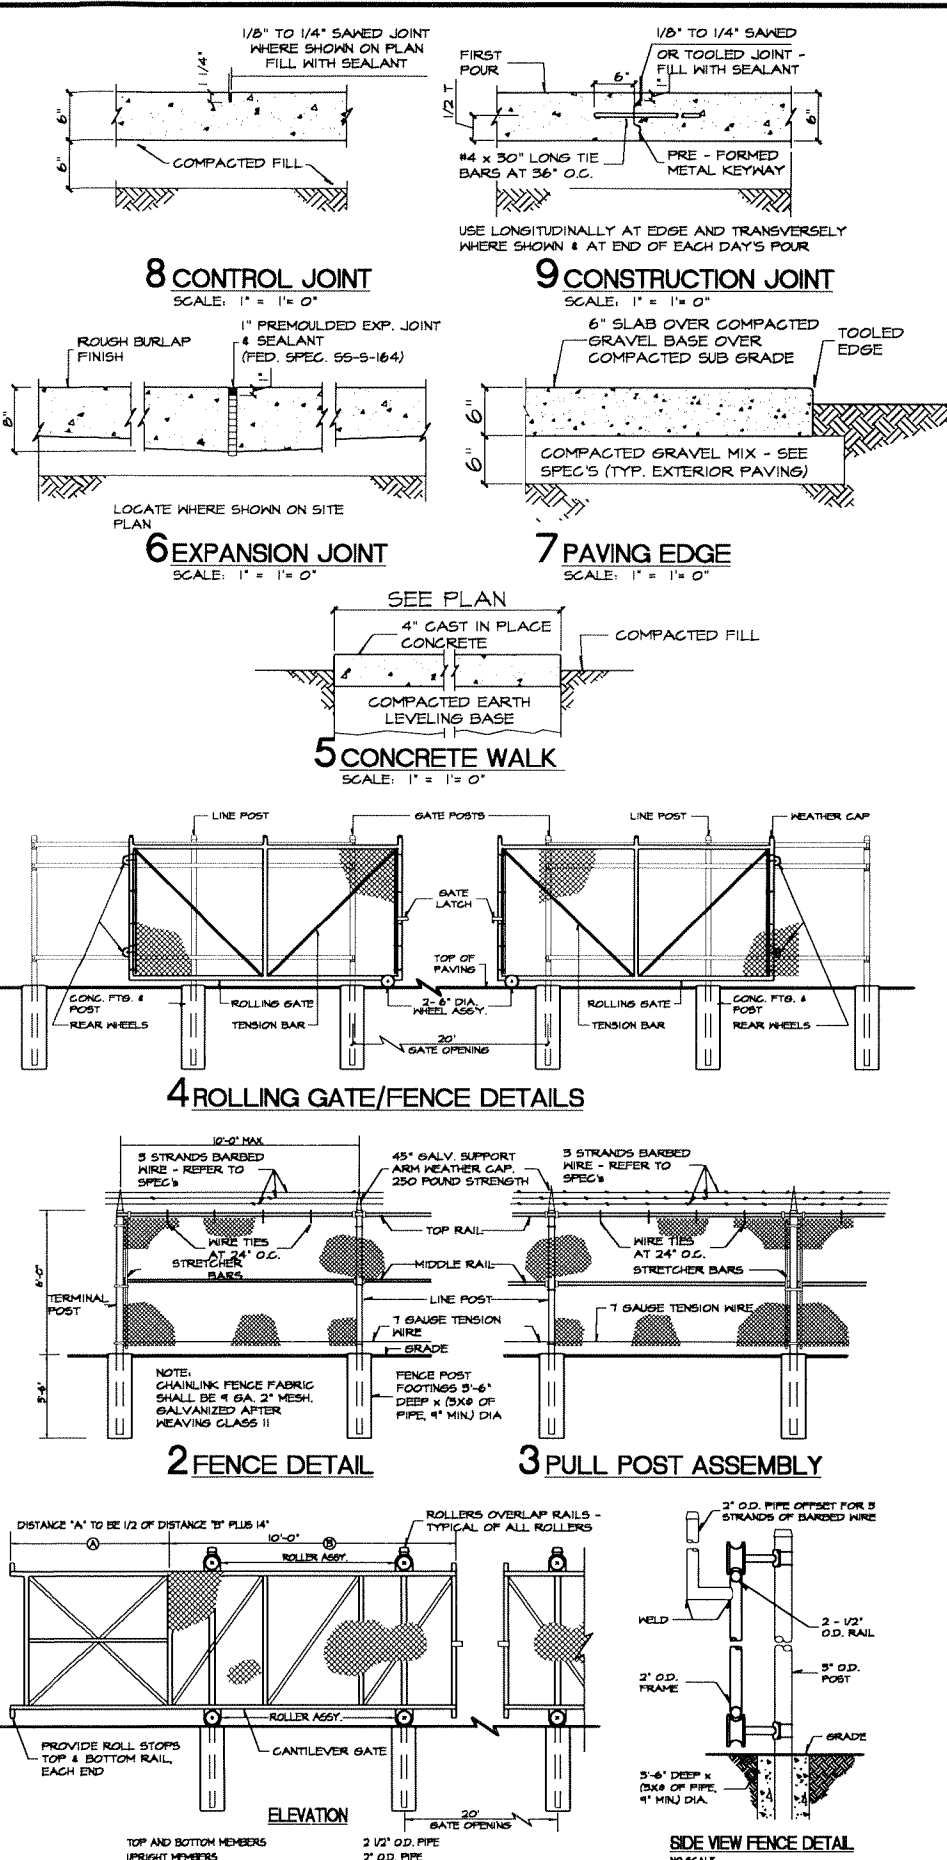 1/8" TO 1/4" SAWED JOINT
WHERE SHOWN ON PLAN
FILL WITH SEALANT
1 1/4"
6"
6"
COMPACTED FILL
8 CONTROL JOINT
SCALE: 1" = 1'= 0"
1/8" TO 1/4" SAWED
OR TOOLED JOINT -
FILL WITH SEALANT
FIRST
POUR
6"
1"
1/2 T
6"
#4 x 30" LONG TIE
BARS AT 36" O.C.
PRE - FORMED
METAL KEYWAY
USE LONGITUDINALLY AT EDGE AND TRANSVERSELY
WHERE SHOWN & AT END OF EACH DAY'S POUR
9 CONSTRUCTION JOINT
SCALE: 1" = 1'= 0"
ROUGH BURLAP
FINISH
1" PREMOULDED EXP. JOINT
& SEALANT
(FED. SPEC. SS-S-164)
1"
8"
LOCATE WHERE SHOWN ON SITE
PLAN
6 EXPANSION JOINT
SCALE: 1" = 1'= 0"
6" SLAB OVER COMPACTED
GRAVEL BASE OVER
COMPACTED SUB GRADE
TOOLED
EDGE
6"
6"
COMPACTED GRAVEL MIX - SEE
SPEC'S (TYP. EXTERIOR PAVING)
7 PAVING EDGE
SCALE: 1" = 1'= 0"
SEE PLAN
4" CAST IN PLACE
CONCRETE
COMPACTED FILL
COMPACTED EARTH
LEVELING BASE
5 CONCRETE WALK
SCALE: 1" = 1'= 0"
LINE POST
GATE POSTS
LINE POST
WEATHER CAP
GATE
LATCH
TOP OF
PAVING
CONC. FTG. &
POST
REAR WHEELS
ROLLING GATE
TENSION BAR
2- 6" DIA.
WHEEL ASS'Y.
20'
GATE OPENING
ROLLING GATE
TENSION BAR
CONC. FTG. &
POST
REAR WHEELS
4 ROLLING GATE/FENCE DETAILS
10'-0" MAX.
3 STRANDS BARBED
WIRE - REFER TO
SPEC's
45° GALV. SUPPORT
ARM WEATHER CAP.
250 POUND STRENGTH
3 STRANDS BARBED
WIRE - REFER TO
SPEC's
TOP RAIL
WIRE TIES
AT 24" O.C.
STRETCHER
BARS
WIRE TIES
AT 24" O.C.
STRETCHER BARS
MIDDLE RAIL
6'-0"
TERMINAL
POST
LINE POST
7 GAUGE TENSION
WIRE
7 GAUGE TENSION WIRE
GRADE
3'-6"
NOTE:
CHAINLINK FENCE FABRIC
SHALL BE 9 GA. 2" MESH.
GALVANIZED AFTER
WEAVING CLASS II
FENCE POST
FOOTINGS 3'-6"
DEEP x (3XØ OF
PIPE, 9" MIN.) DIA
2 FENCE DETAIL
3 PULL POST ASSEMBLY
DISTANCE "A" TO BE 1/2 OF DISTANCE "B" PLUS 14"
10'-0"
ROLLERS OVERLAP RAILS -
TYPICAL OF ALL ROLLERS
A
B
ROLLER ASSY.
ROLLER ASSY.
PROVIDE ROLL STOPS
TOP & BOTTOM RAIL,
EACH END
CANTILEVER GATE
ELEVATION
20'
GATE OPENING
TOP AND BOTTOM MEMBERS 2 1/2" O.D. PIPE
UPRIGHT MEMBERS 2" O.D. PIPE
2" O.D. PIPE OFFSET FOR 3
STRANDS OF BARBED WIRE
WELD
2 - 1/2"
O.D. RAIL
2" O.D.
FRAME
3" O.D.
POST
GRADE
3'-6" DEEP x
(3XØ OF PIPE,
9" MIN.) DIA.
SIDE VIEW FENCE DETAIL
NO SCALE